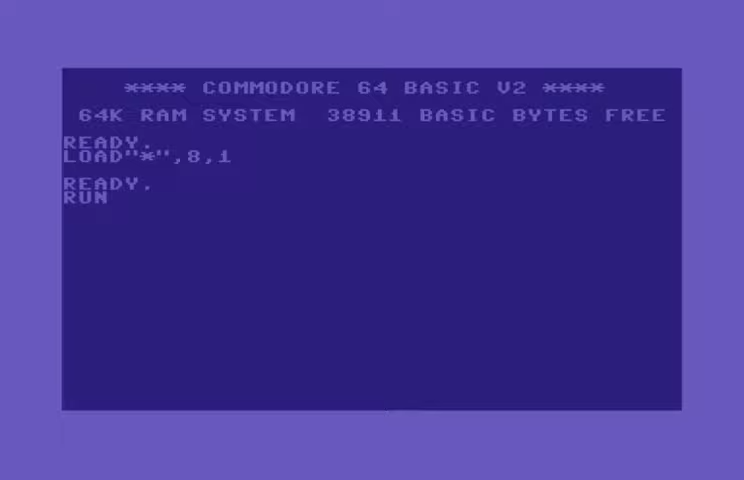 **** COMMODORE 64 BASIC V2 ****
64K RAM SYSTEM  38911 BASIC BYTES FREE
READY.
LOAD"*",8,1
READY.
RUN